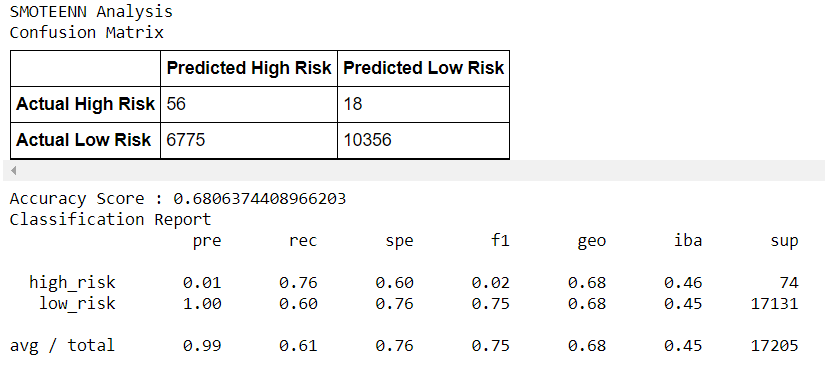 SMOTEENN Analysis
Confusion Matrix
Predicted High Risk Predicted Low Risk
Actual High Risk 56 18
Actual Low Risk 6775 10356
Accuracy Score : 0.6806374408966203
Classification Report
pre rec spe f1 geo iba sup
high_risk 0.01 0.76 0.60 0.02 0.68 0.46 74
low_risk 1.00 0.60 0.76 0.75 0.68 0.45 17131
avg / total 0.99 0.61 0.76 0.75 0.68 0.45 17205